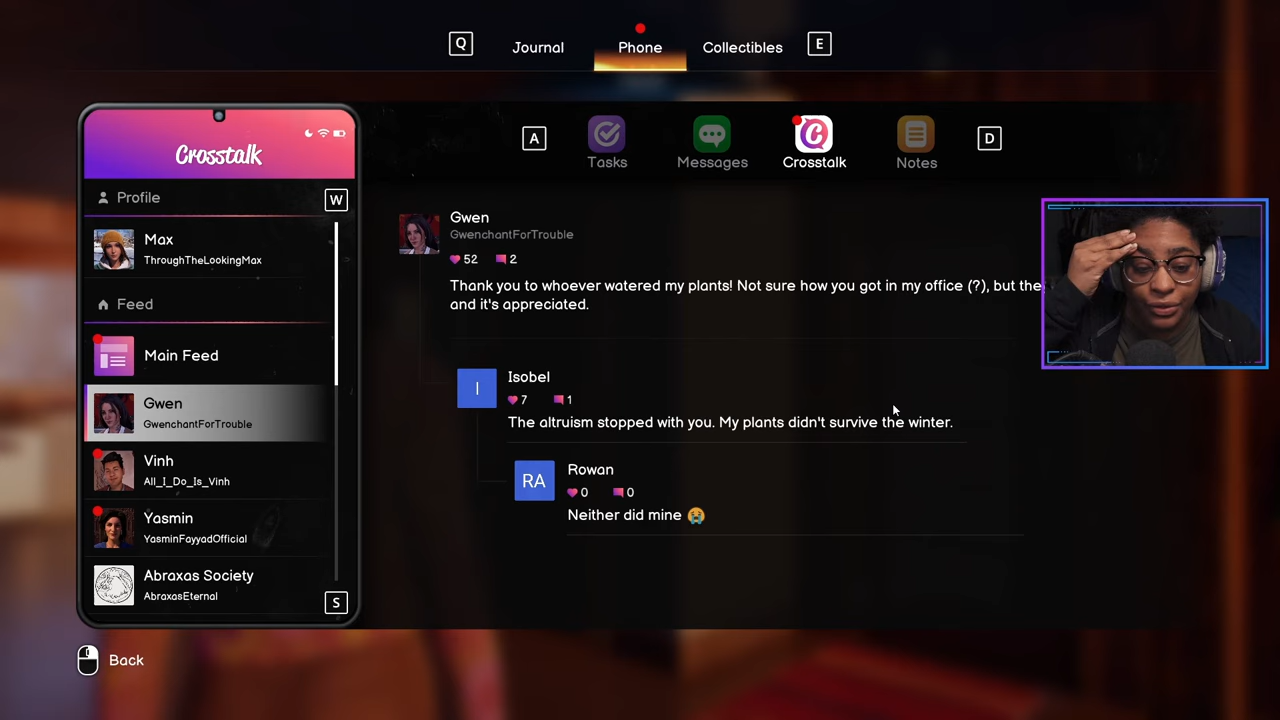 Q
Journal
Phone
Collectibles
E
Crosstalk
Profile
W
Max
ThroughTheLookingMax
Feed
Main Feed
Gwen
GwenchantForTrouble
Vinh
All_I_Do_Is_Vinh
Yasmin
YasminFayyadOfficial
Abraxas Society
AbraxasEternal
S
A
Tasks
Messages
Crosstalk
Notes
D
Gwen
GwenchantForTrouble
52 2
Thank you to whoever watered my plants! Not sure how you got in my office (?), but
and it's appreciated.
I
Isobel
7 1
The altruism stopped with you. My plants didn't survive the winter.
RA
Rowan
0 0
Neither did mine 😭
Back